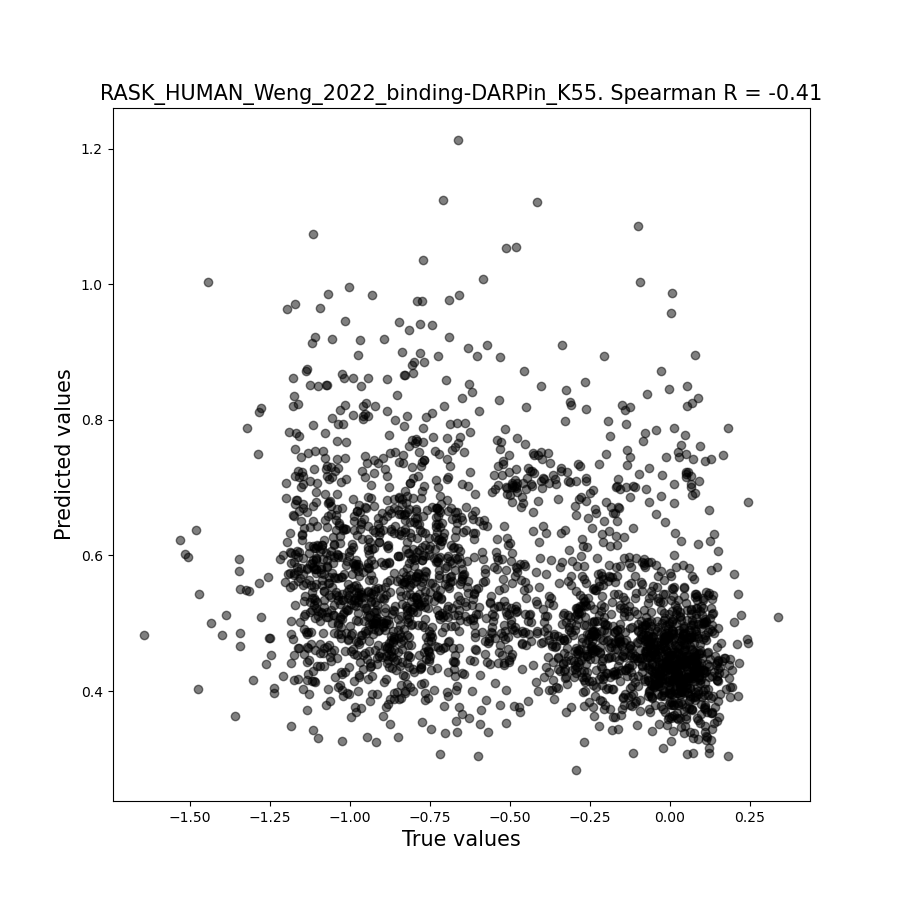 RASK_HUMAN_Weng_2022_binding-DARPin_K55. Spearman R = -0.41
1.2
1.0
0.8
0.6
0.4
Predicted values
−1.50 −1.25 −1.00 −0.75 −0.50 −0.25 0.00 0.25
True values